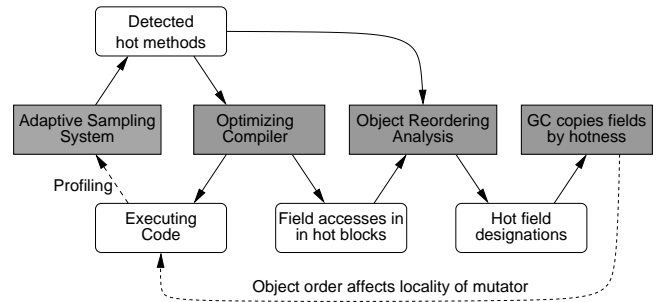 Detected
hot methods
Adaptive Sampling
System
Optimizing
Compiler
Object Reordering
Analysis
GC copies fields
by hotness
Profiling
Executing
Code
Field accesses in
in hot blocks
Hot field
designations
Object order affects locality of mutator